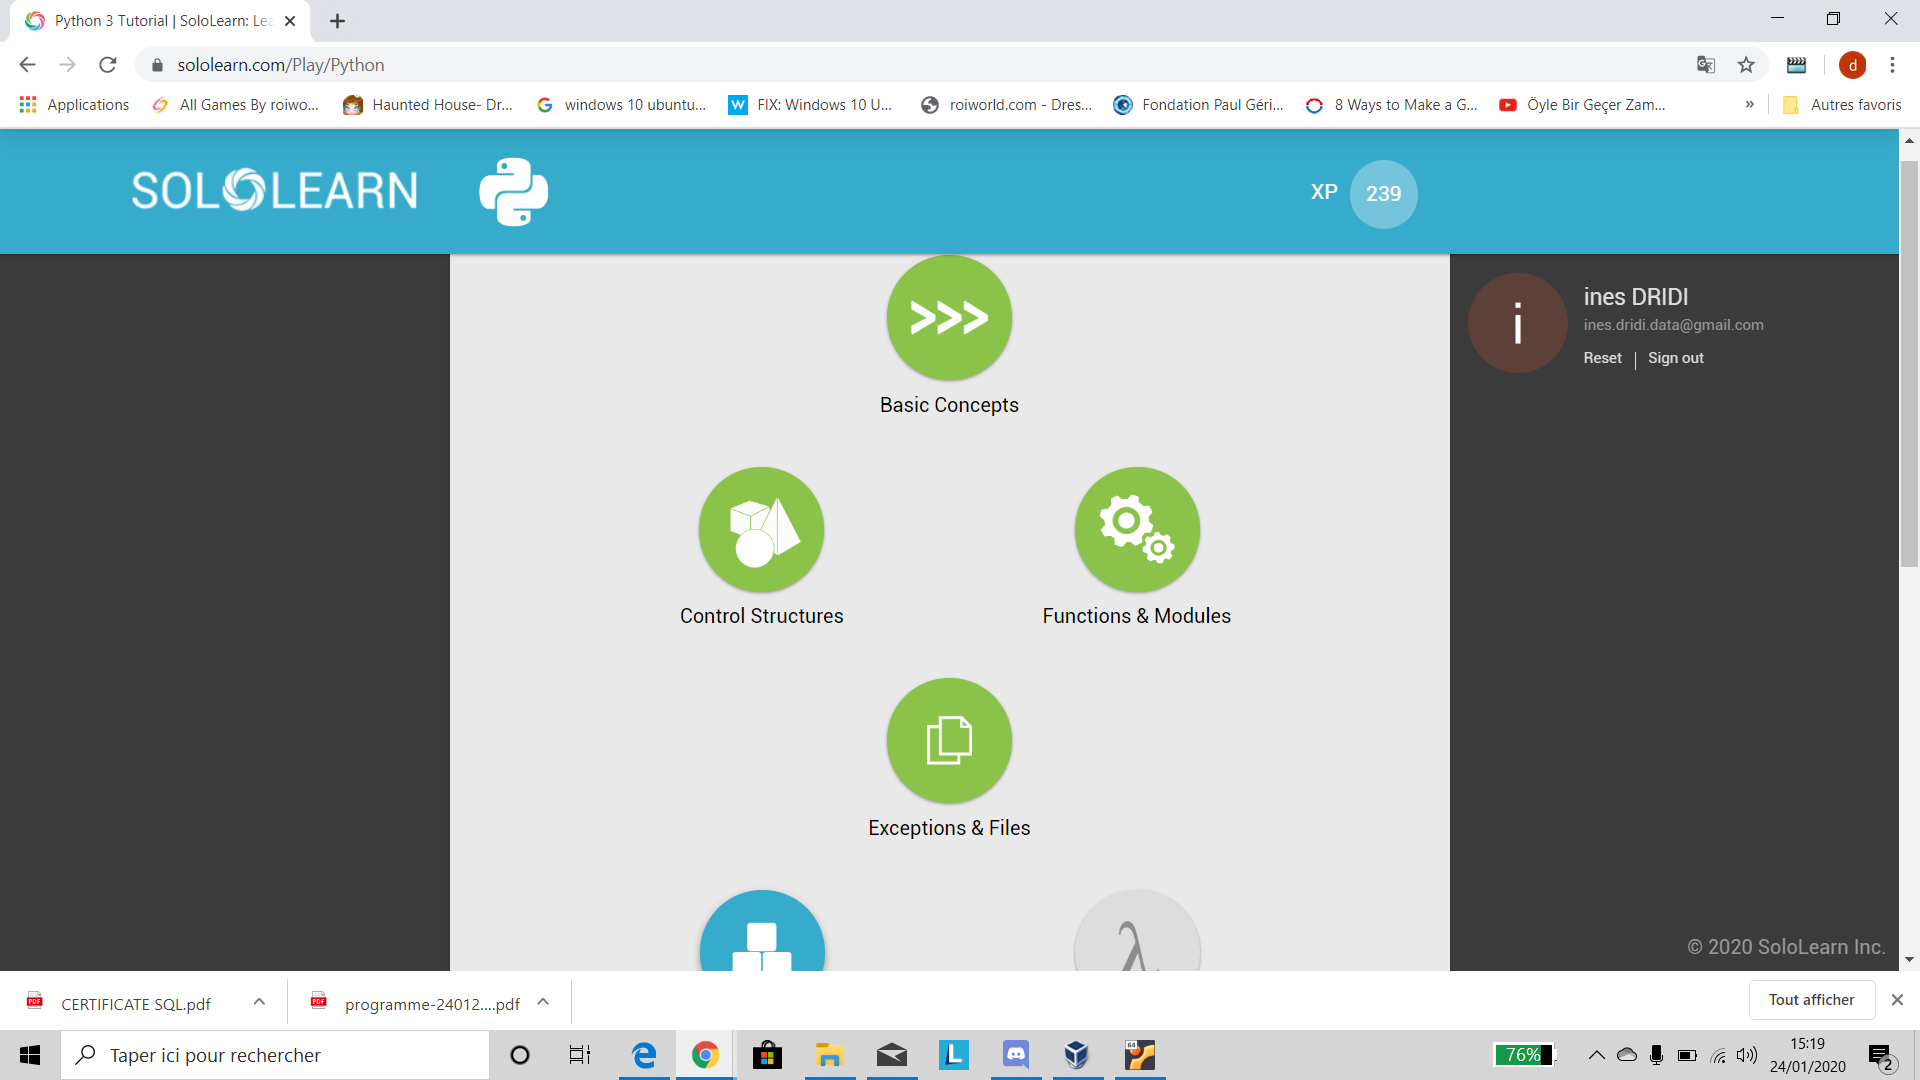 Python 3 Tutorial | SoloLearn: Lea
sololearn.com/Play/Python
d
Applications
All Games By roiwo...
Haunted House- Dr...
windows 10 ubuntu...
FIX: Windows 10 U...
roiworld.com - Dres...
Fondation Paul Géri...
8 Ways to Make a G...
Öyle Bir Geçer Zam...
»
Autres favoris
SOLOLEARN
XP 239
>>>
Basic Concepts
i
ines DRIDI
ines.dridi.data@gmail.com
Reset | Sign out
Control Structures
Functions & Modules
Exceptions & Files
λ
© 2020 SoloLearn Inc.
CERTIFICATE SQL.pdf
programme-24012....pdf
Tout afficher
Taper ici pour rechercher
L
64
76%
15:19
24/01/2020
2